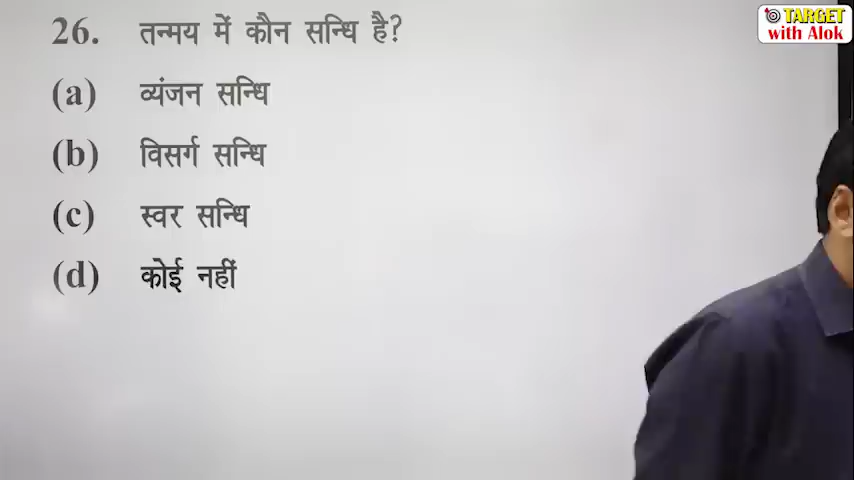 26. तन्मय में कौन सन्धि है?
(a) व्यंजन सन्धि
(b) विसर्ग सन्धि
(c) स्वर सन्धि
(d) कोई नहीं
TARGET
with Alok